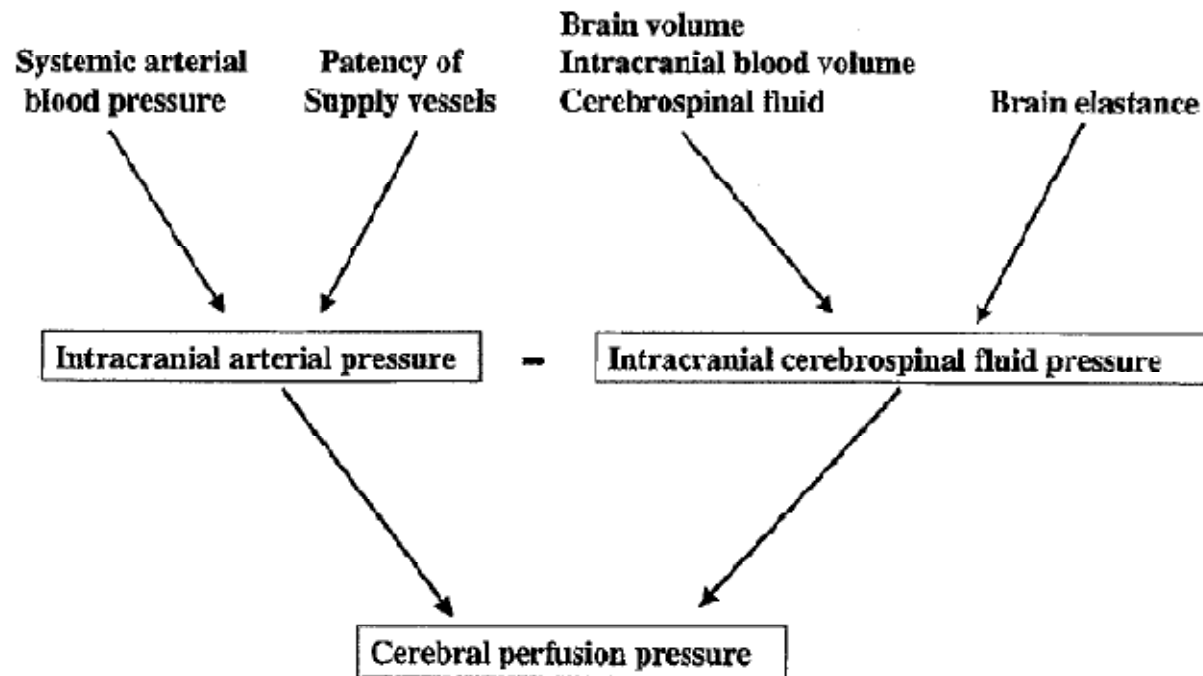 Systemic arterial
blood pressure
Patency of
Supply vessels
Brain volume
Intracranial blood volume
Cerebrospinal fluid
Brain elastance
Intracranial arterial pressure
-
Intracranial cerebrospinal fluid pressure
Cerebral perfusion pressure